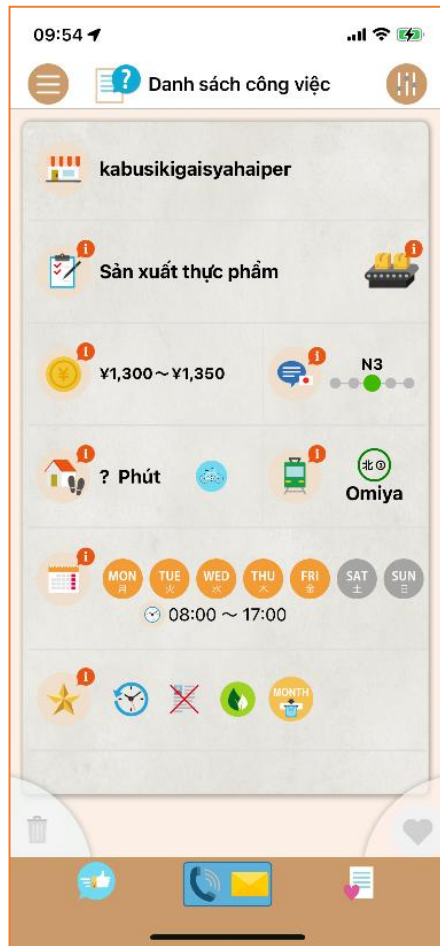 09:54
Danh sách công việc
kabusikigaisyahaiper
Sản xuất thực phẩm
¥1,300～¥1,350
N3
? Phút
北
Omiya
MON TUE WED THU FRI SAT SUN
月 火 水 木 金 土 日
08:00 ～ 17:00
MONTH